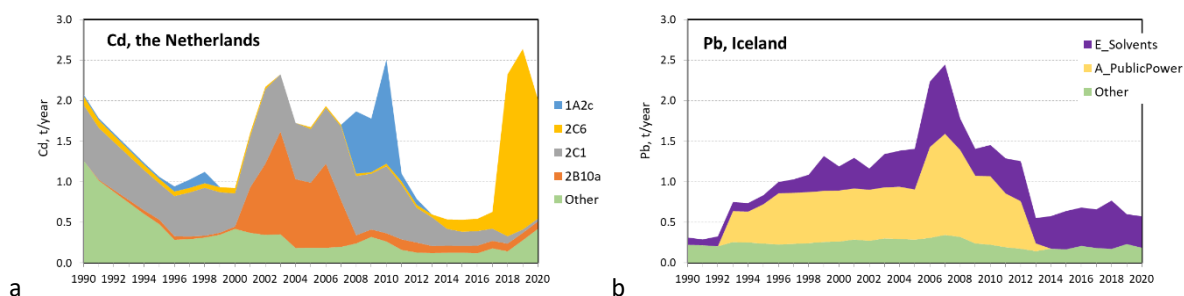 Cd, the Netherlands
Cd, t/year
3.0
2.5
2.0
1.5
1.0
0.5
0.0
1990 1992 1994 1996 1998 2000 2002 2004 2006 2008 2010 2012 2014 2016 2018 2020
1A2c
2C6
2C1
2B10a
Other
a
Pb, Iceland
Pb, t/year
3.0
2.5
2.0
1.5
1.0
0.5
0.0
1990 1992 1994 1996 1998 2000 2002 2004 2006 2008 2010 2012 2014 2016 2018 2020
E_Solvents
A_PublicPower
Other
b